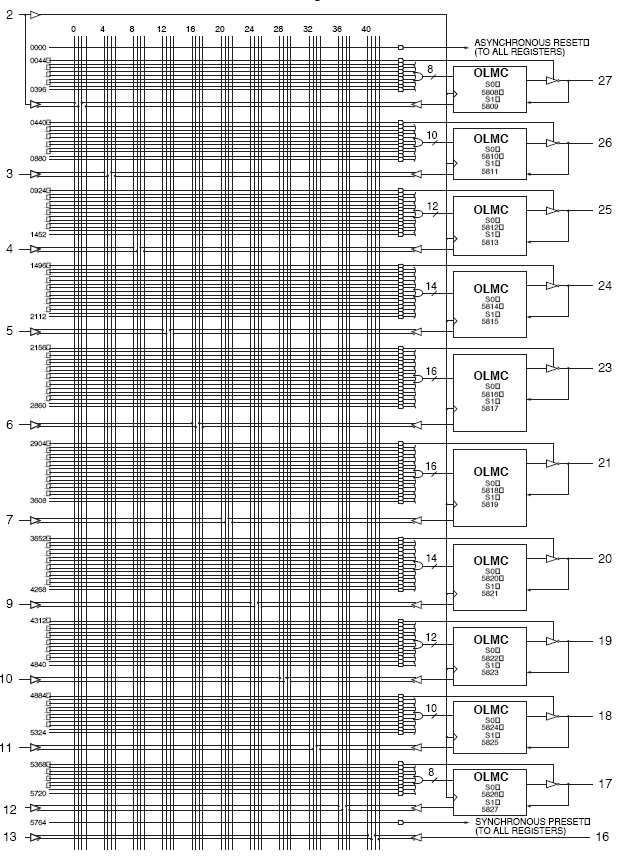 2
0 4 8 12 16 20 24 28 32 36 40
0000 ASYNCHRONOUS RESET
(TO ALL REGISTERS)
0044
0396
8
OLMC
S0
5808
S1
5809
27
0440
0880
10
OLMC
S0
5810
S1
5811
26
3
0924
1452
12
OLMC
S0
5812
S1
5813
25
4
1496
2112
14
OLMC
S0
5814
S1
5815
24
5
2156
2860
16
OLMC
S0
5816
S1
5817
23
6
2904
3608
16
OLMC
S0
5818
S1
5819
21
7
3652
4268
14
OLMC
S0
5820
S1
5821
20
9
4312
4840
12
OLMC
S0
5822
S1
5823
19
10
4884
5324
10
OLMC
S0
5824
S1
5825
18
11
5368
5720
8
OLMC
S0
5826
S1
5827
17
12
5764 SYNCHRONOUS PRESET
(TO ALL REGISTERS)
13 16